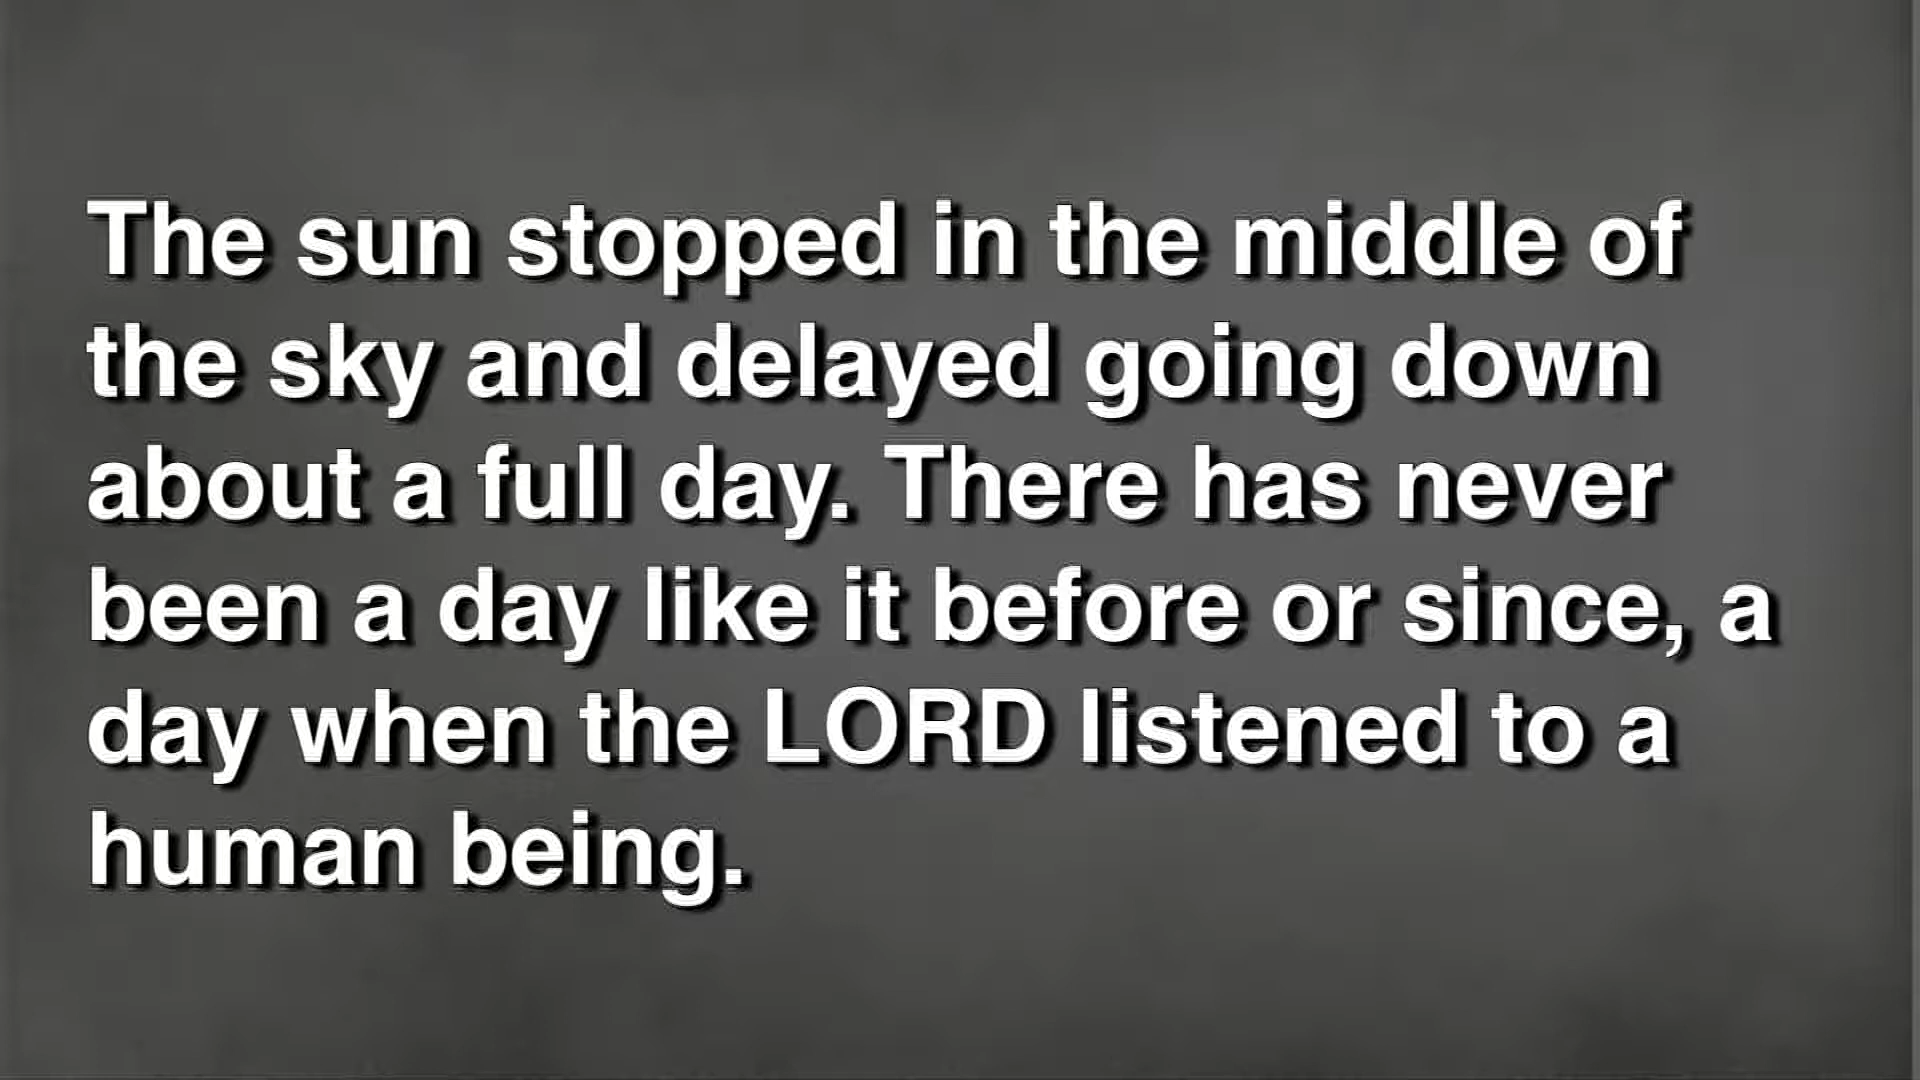 The sun stopped in the middle of
the sky and delayed going down
about a full day. There has never
been a day like it before or since, a
day when the LORD listened to a
human being.